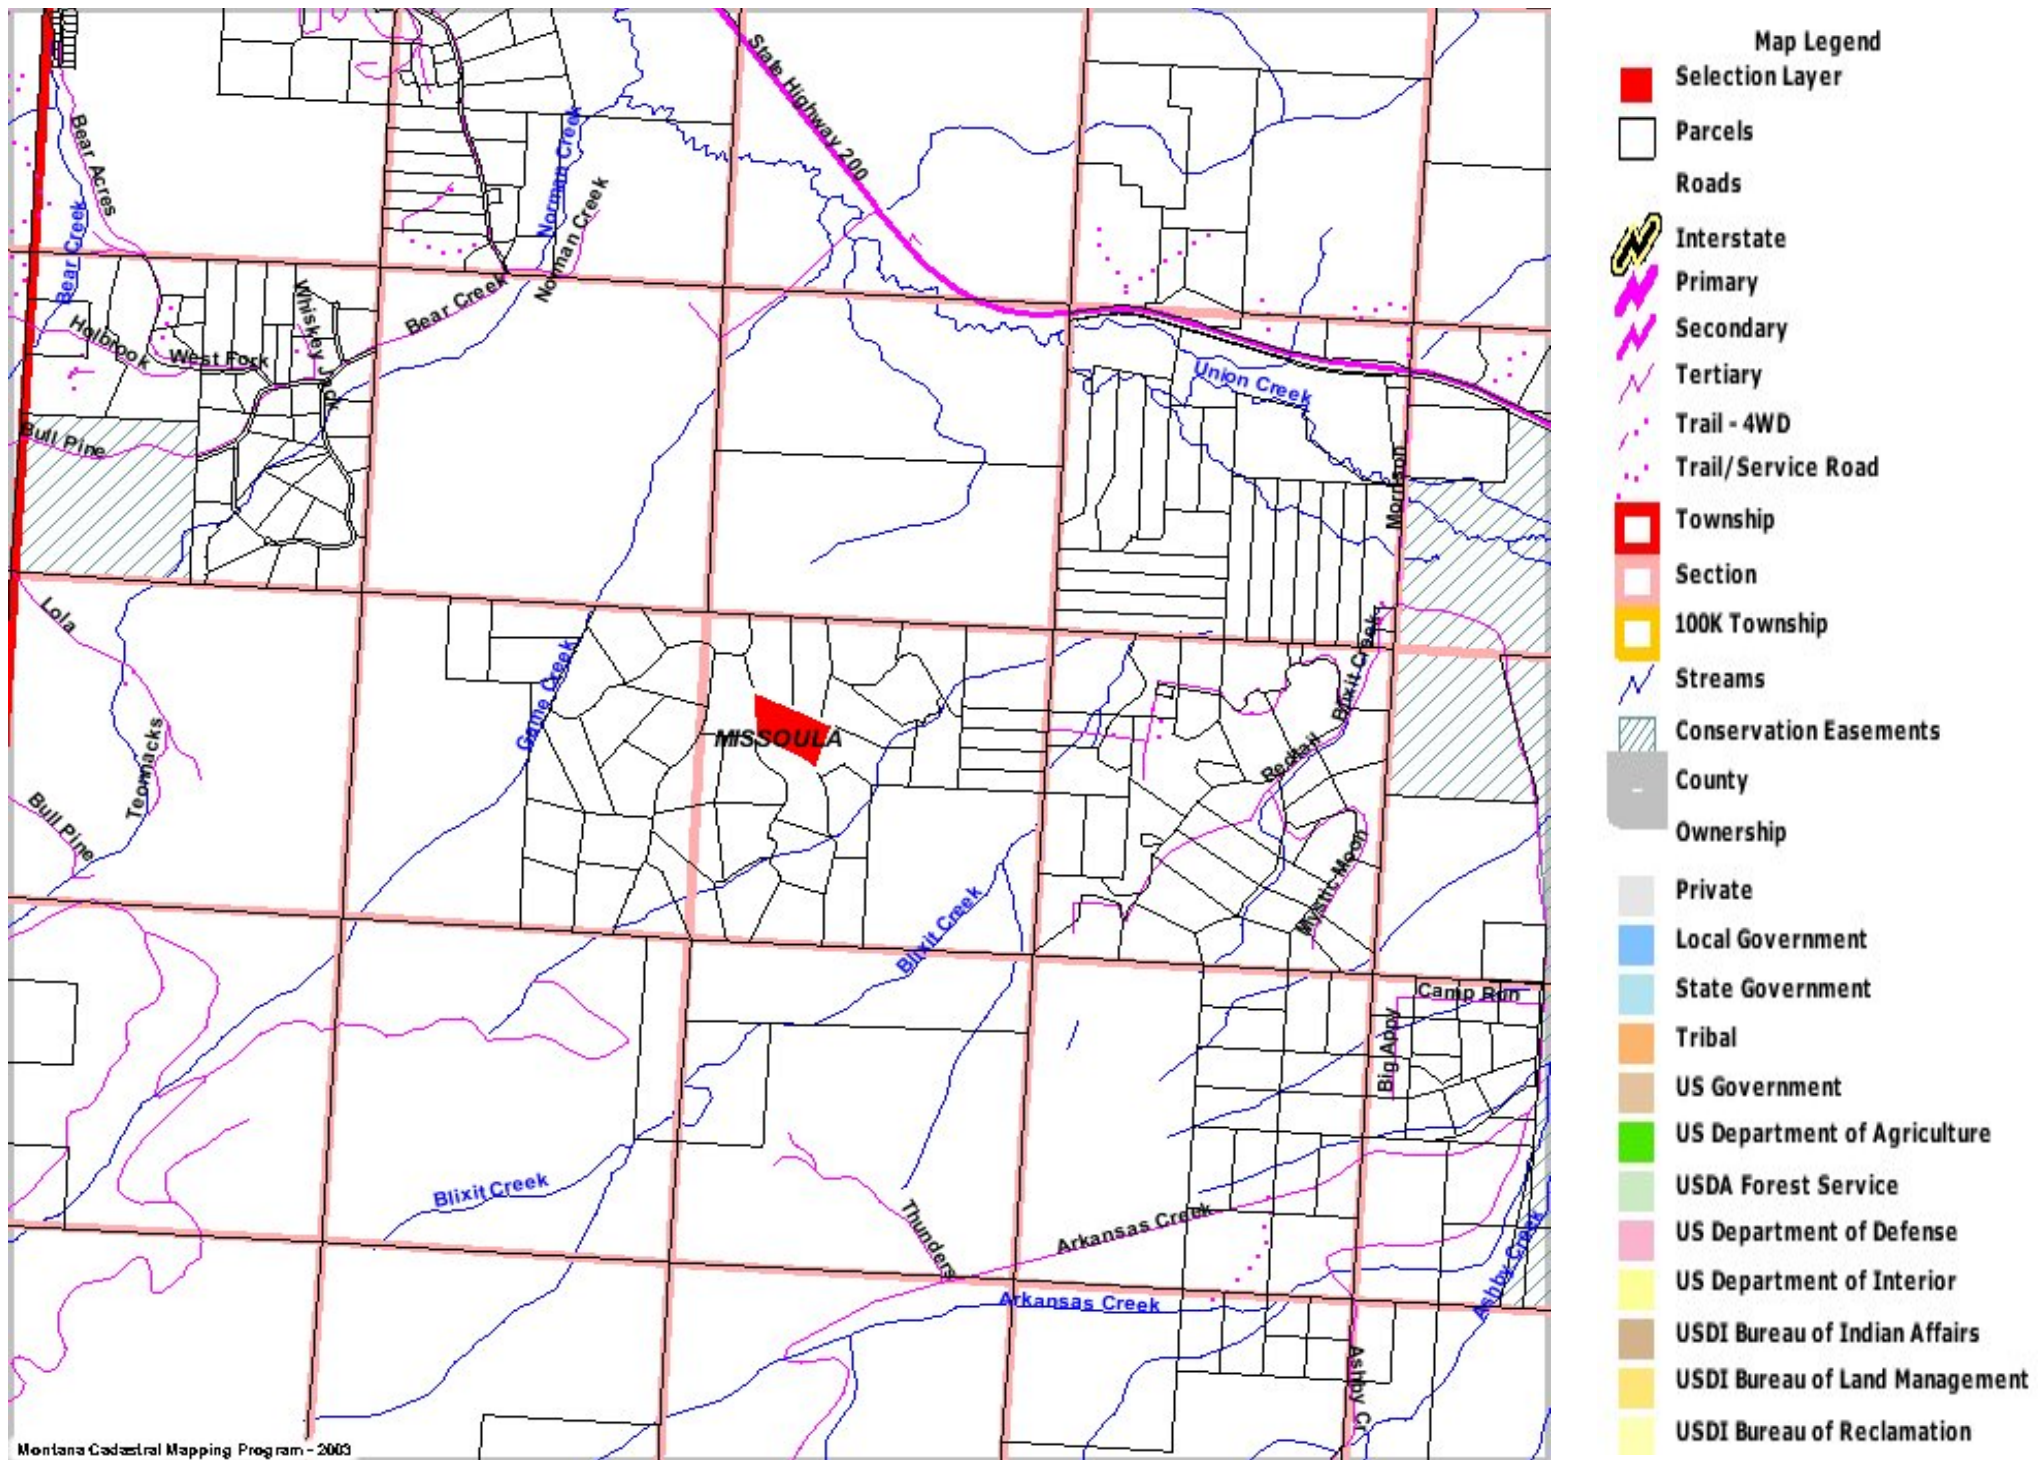 State Highway 200
Bear Acres
Bear Creek
Norman Creek
Norman Creek
Bear Creek
Whiskey Jack
Holbrook
West Fork
Bull Pine
Union Creek
Morrison
Lola
Game Creek
Blixit Creek
MISSOULA
Redtail
Teonnacks
Bull Pine
Mystic Moon
Blixit Creek
Camp Run
Big Appy
Blixit Creek
Thunders
Arkansas Creek
Ashby Creek
Arkansas Creek
Ashby Cr
Montana Cadastral Mapping Program - 2003
Map Legend
Selection Layer
Parcels
Roads
Interstate
Primary
Secondary
Tertiary
Trail - 4WD
Trail/Service Road
Township
Section
100K Township
Streams
Conservation Easements
County
Ownership
Private
Local Government
State Government
Tribal
US Government
US Department of Agriculture
USDA Forest Service
US Department of Defense
US Department of Interior
USDI Bureau of Indian Affairs
USDI Bureau of Land Management
USDI Bureau of Reclamation